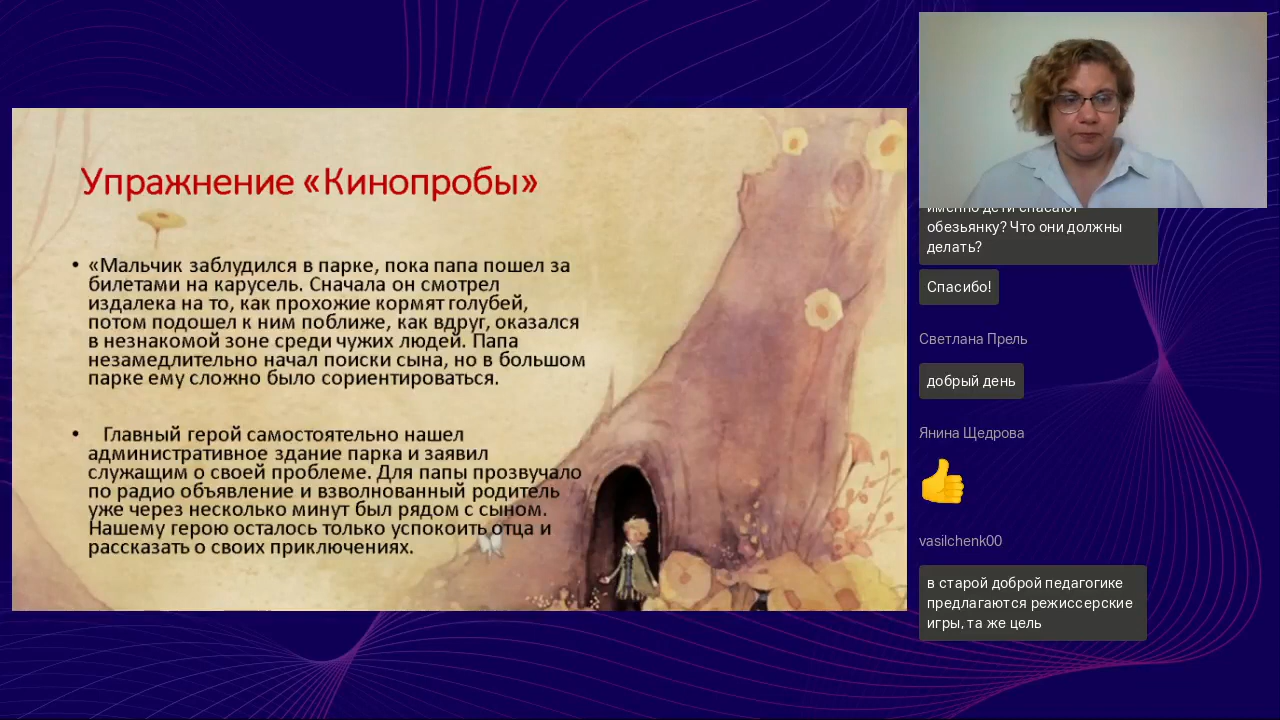 Упражнение «Кинопробы»
• «Мальчик заблудился в парке, пока папа пошел за
билетами на карусель. Сначала он смотрел
издалека на то, как прохожие кормят голубей,
потом подошел к ним поближе, как вдруг, оказался
в незнакомой зоне среди чужих людей. Папа
незамедлительно начал поиски сына, но в большом
парке ему сложно было сориентироваться.
• Главный герой самостоятельно нашел
административное здание парка и заявил
служащим о своей проблеме. Для папы прозвучало
по радио объявление и взволнованный родитель
уже через несколько минут был рядом с сыном.
Нашему герою осталось только успокоить отца и
рассказать о своих приключениях.
именно дети спасают
обезьянку? Что они должны
делать?
Спасибо!
Светлана Прель
добрый день
Янина Щедрова
vasilchenk00
в старой доброй педагогике
предлагаются режиссерские
игры, та же цель